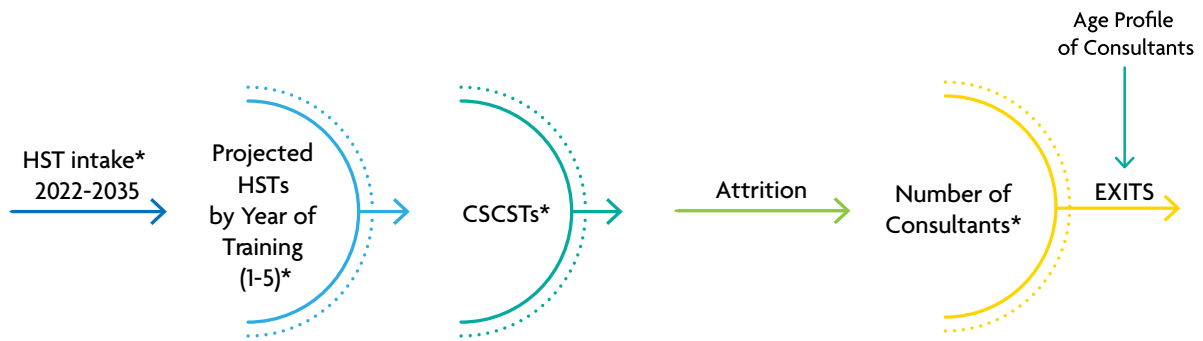 HST intake*
2022-2035
Projected
HSTs
by Year of
Training
(1-5)*
CSCSTs*
Attrition
Number of
Consultants*
Age Profile
of Consultants
EXITS